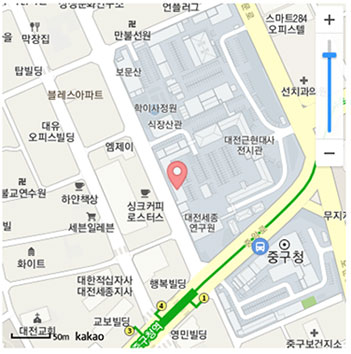 언플러그
스마트284
오피스텔
막창집
만불선원
탑빌딩
보문산
선치과의
블레스아파트
학이사정원
식장산관
대유
오피스빌딩
대전근현대사
전시관
엠제이
불교연수원
하얀책상
싱크커피
로스터스
대전세종
연구원
무지개
세븐일레븐
중구청
화이트
대한적십자사
대전세종지사
행복빌딩
4
1
중구청역
교보빌딩
3
영민빌딩
대전교회
중구보건지소
50m kakao